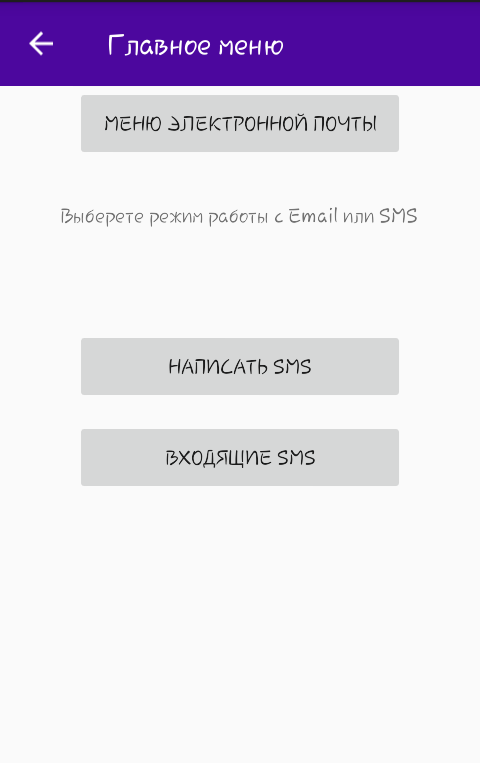 Главное меню
МЕНЮ ЭЛЕКТРОННОЙ ПОЧТЫ
Выберете режим работы с Email или SMS
НАПИСАТЬ SMS
ВХОДЯЩИЕ SMS